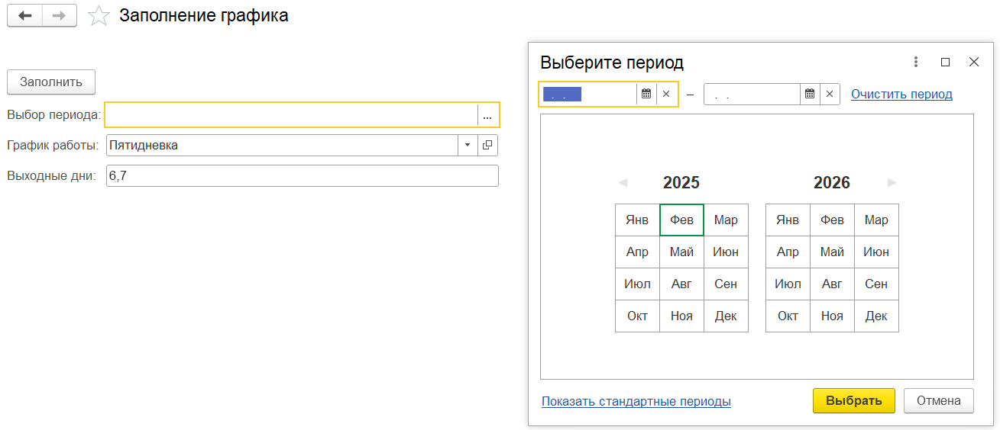 Заполнение графика
Заполнить
Выбор периода:
...
График работы: Пятидневка
Выходные дни: 6,7
Выберите период
. . – . . Очистить период
2025 2026
Янв Фев Мар Янв Фев Мар
Апр Май Июн Апр Май Июн
Июл Авг Сен Июл Авг Сен
Окт Ноя Дек Окт Ноя Дек
Показать стандартные периоды Выбрать Отмена